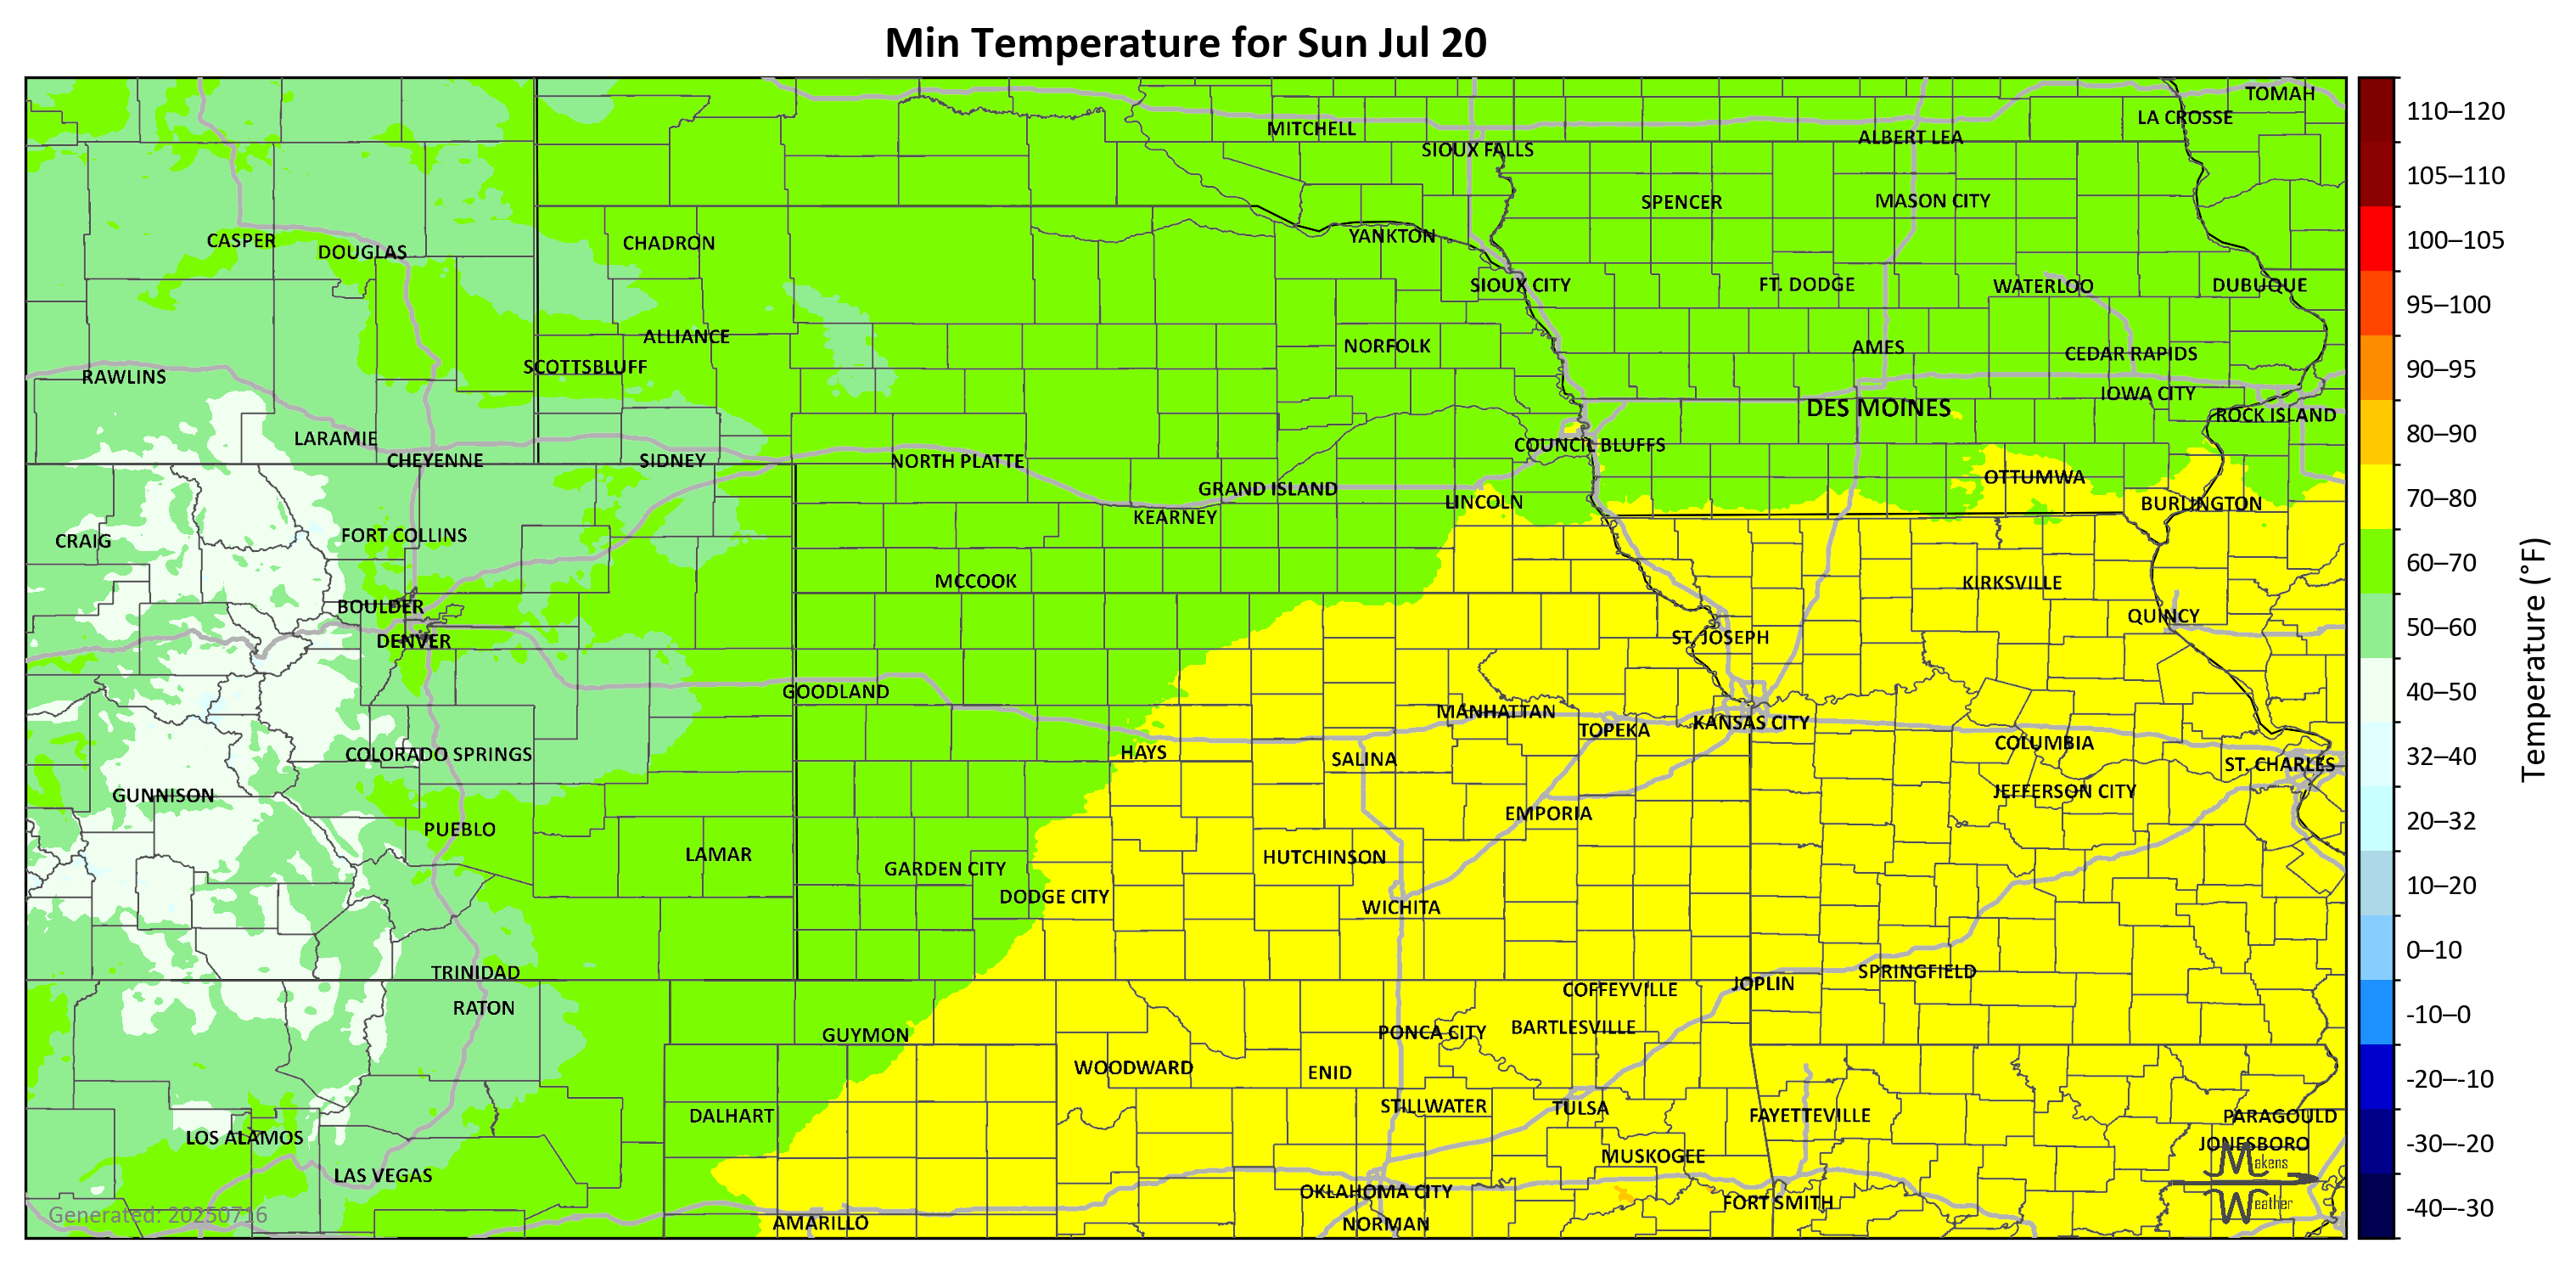 Min Temperature for Sun Jul 20
TOMAH
LA CROSSE
MITCHELL
ALBERT LEA
SIOUX FALLS
SPENCER
MASON CITY
CASPER
DOUGLAS
CHADRON
YANKTON
SIOUX CITY
FT. DODGE
WATERLOO
DUBUQUE
ALLIANCE
NORFOLK
AMES
CEDAR RAPIDS
SCOTTSBLUFF
RAWLINS
IOWA CITY
DES MOINES
ROCK ISLAND
LARAMIE
COUNCIL BLUFFS
CHEYENNE
SIDNEY
NORTH PLATTE
OTTUMWA
GRAND ISLAND
LINCOLN
BURLINGTON
KEARNEY
FORT COLLINS
CRAIG
MCCOOK
KIRKSVILLE
BOULDER
QUINCY
DENVER
ST. JOSEPH
GOODLAND
MANHATTAN
KANSAS CITY
TOPEKA
COLUMBIA
HAYS
COLORADO SPRINGS
SALINA
ST. CHARLES
GUNNISON
JEFFERSON CITY
EMPORIA
PUEBLO
LAMAR
HUTCHINSON
GARDEN CITY
DODGE CITY
WICHITA
TRINIDAD
SPRINGFIELD
JOPLIN
COFFEYVILLE
RATON
BARTLESVILLE
PONCA CITY
GUYMON
WOODWARD
ENID
STILLWATER
TULSA
DALHART
FAYETTEVILLE
PARAGOULD
LOS ALAMOS
JONESBORO
MUSKOGEE
LAS VEGAS
OKLAHOMA CITY
FORT SMITH
AMARILLO
NORMAN
Generated: 20250716
Makens
Weather
110–120
105–110
100–105
95–100
90–95
80–90
70–80
60–70
50–60
40–50
32–40
20–32
10–20
0–10
-10–0
-20–-10
-30–-20
-40–-30
Temperature (°F)